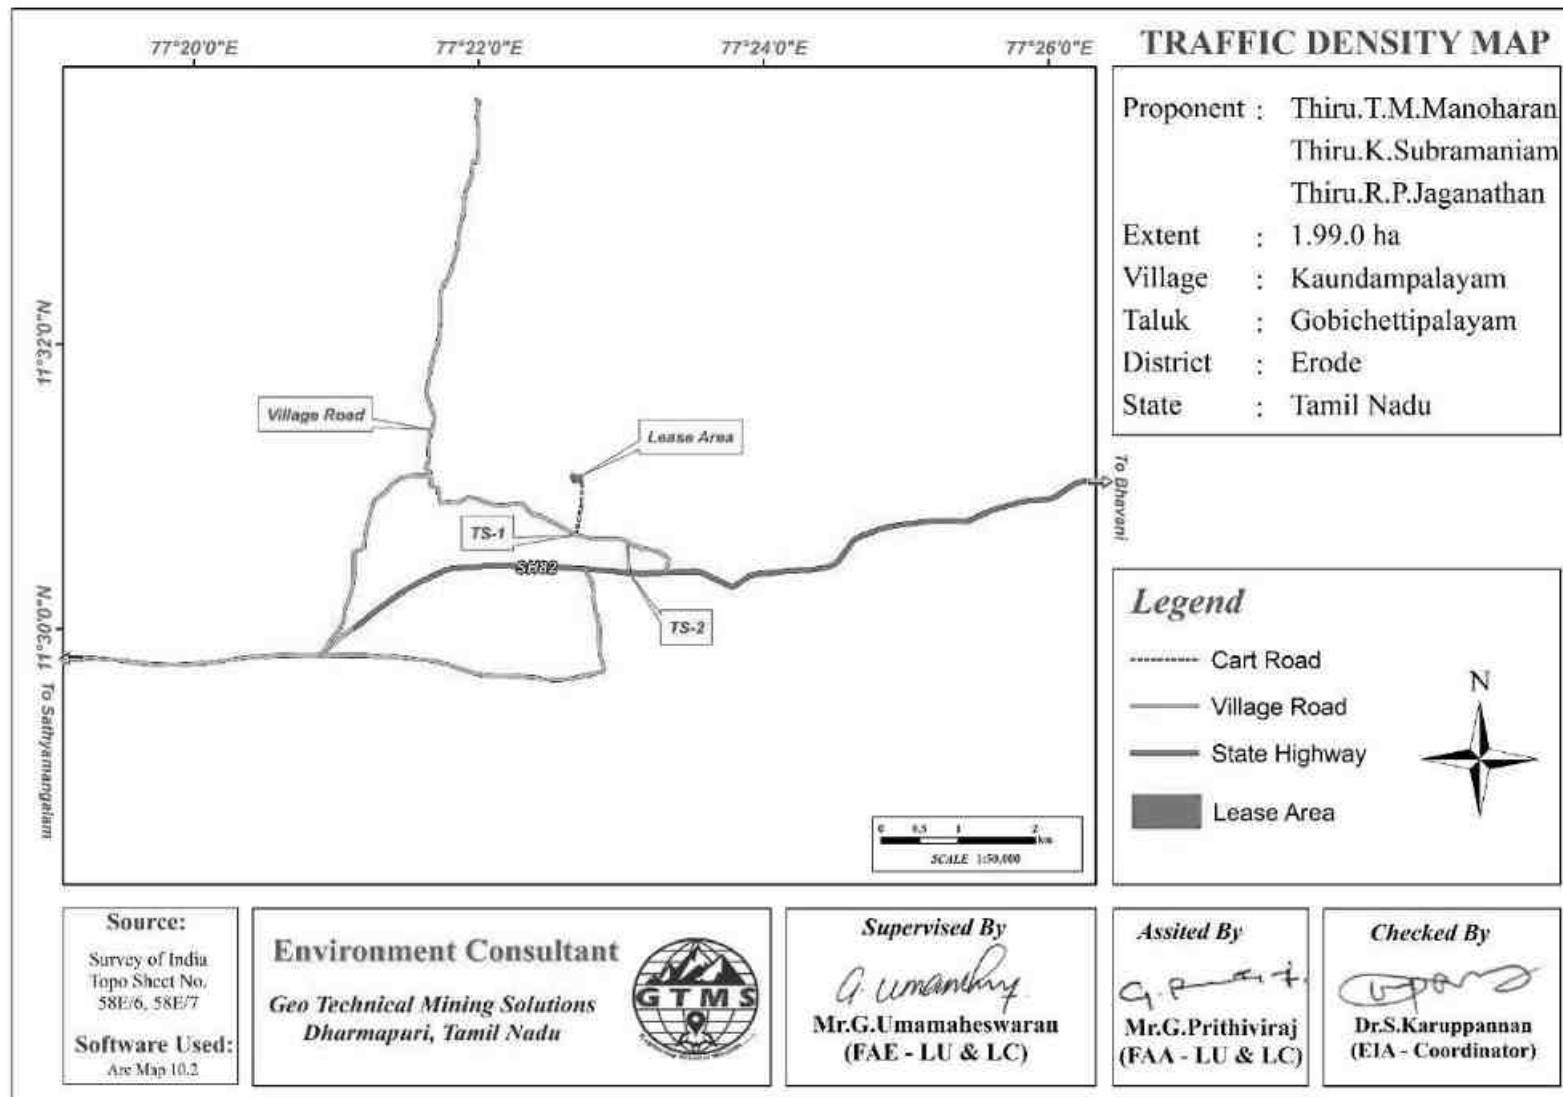 TRAFFIC DENSITY MAP
77°20'0"E
77°22'0"E
77°24'0"E
77°26'0"E
Proponent : Thiru.T.M.Manoharan
Thiru.K.Subramaniam
Thiru.R.P.Jaganathan
Extent : 1.99.0 ha
Village : Kaundampalayam
Taluk : Gobichettipalayam
District : Erode
State : Tamil Nadu
11°32'0"N
11°30'0"N
Village Road
Lease Area
TS-1
SH82
TS-2
To Bhavani
To Sathyamangalam
0 0.5 1 2
km
SCALE 1:50,000
Legend
Cart Road
Village Road
State Highway
Lease Area
N
Source:
Survey of India
Topo Sheet No.
58E/6, 58E/7
Software Used:
Arc Map 10.2
Environment Consultant
Geo Technical Mining Solutions
Dharmapuri, Tamil Nadu
GTMS
Supervised By
Mr.G.Umamaheswaran
(FAE - LU & LC)
Assited By
Mr.G.Prithiviraj
(FAA - LU & LC)
Checked By
Dr.S.Karuppannan
(EIA - Coordinator)